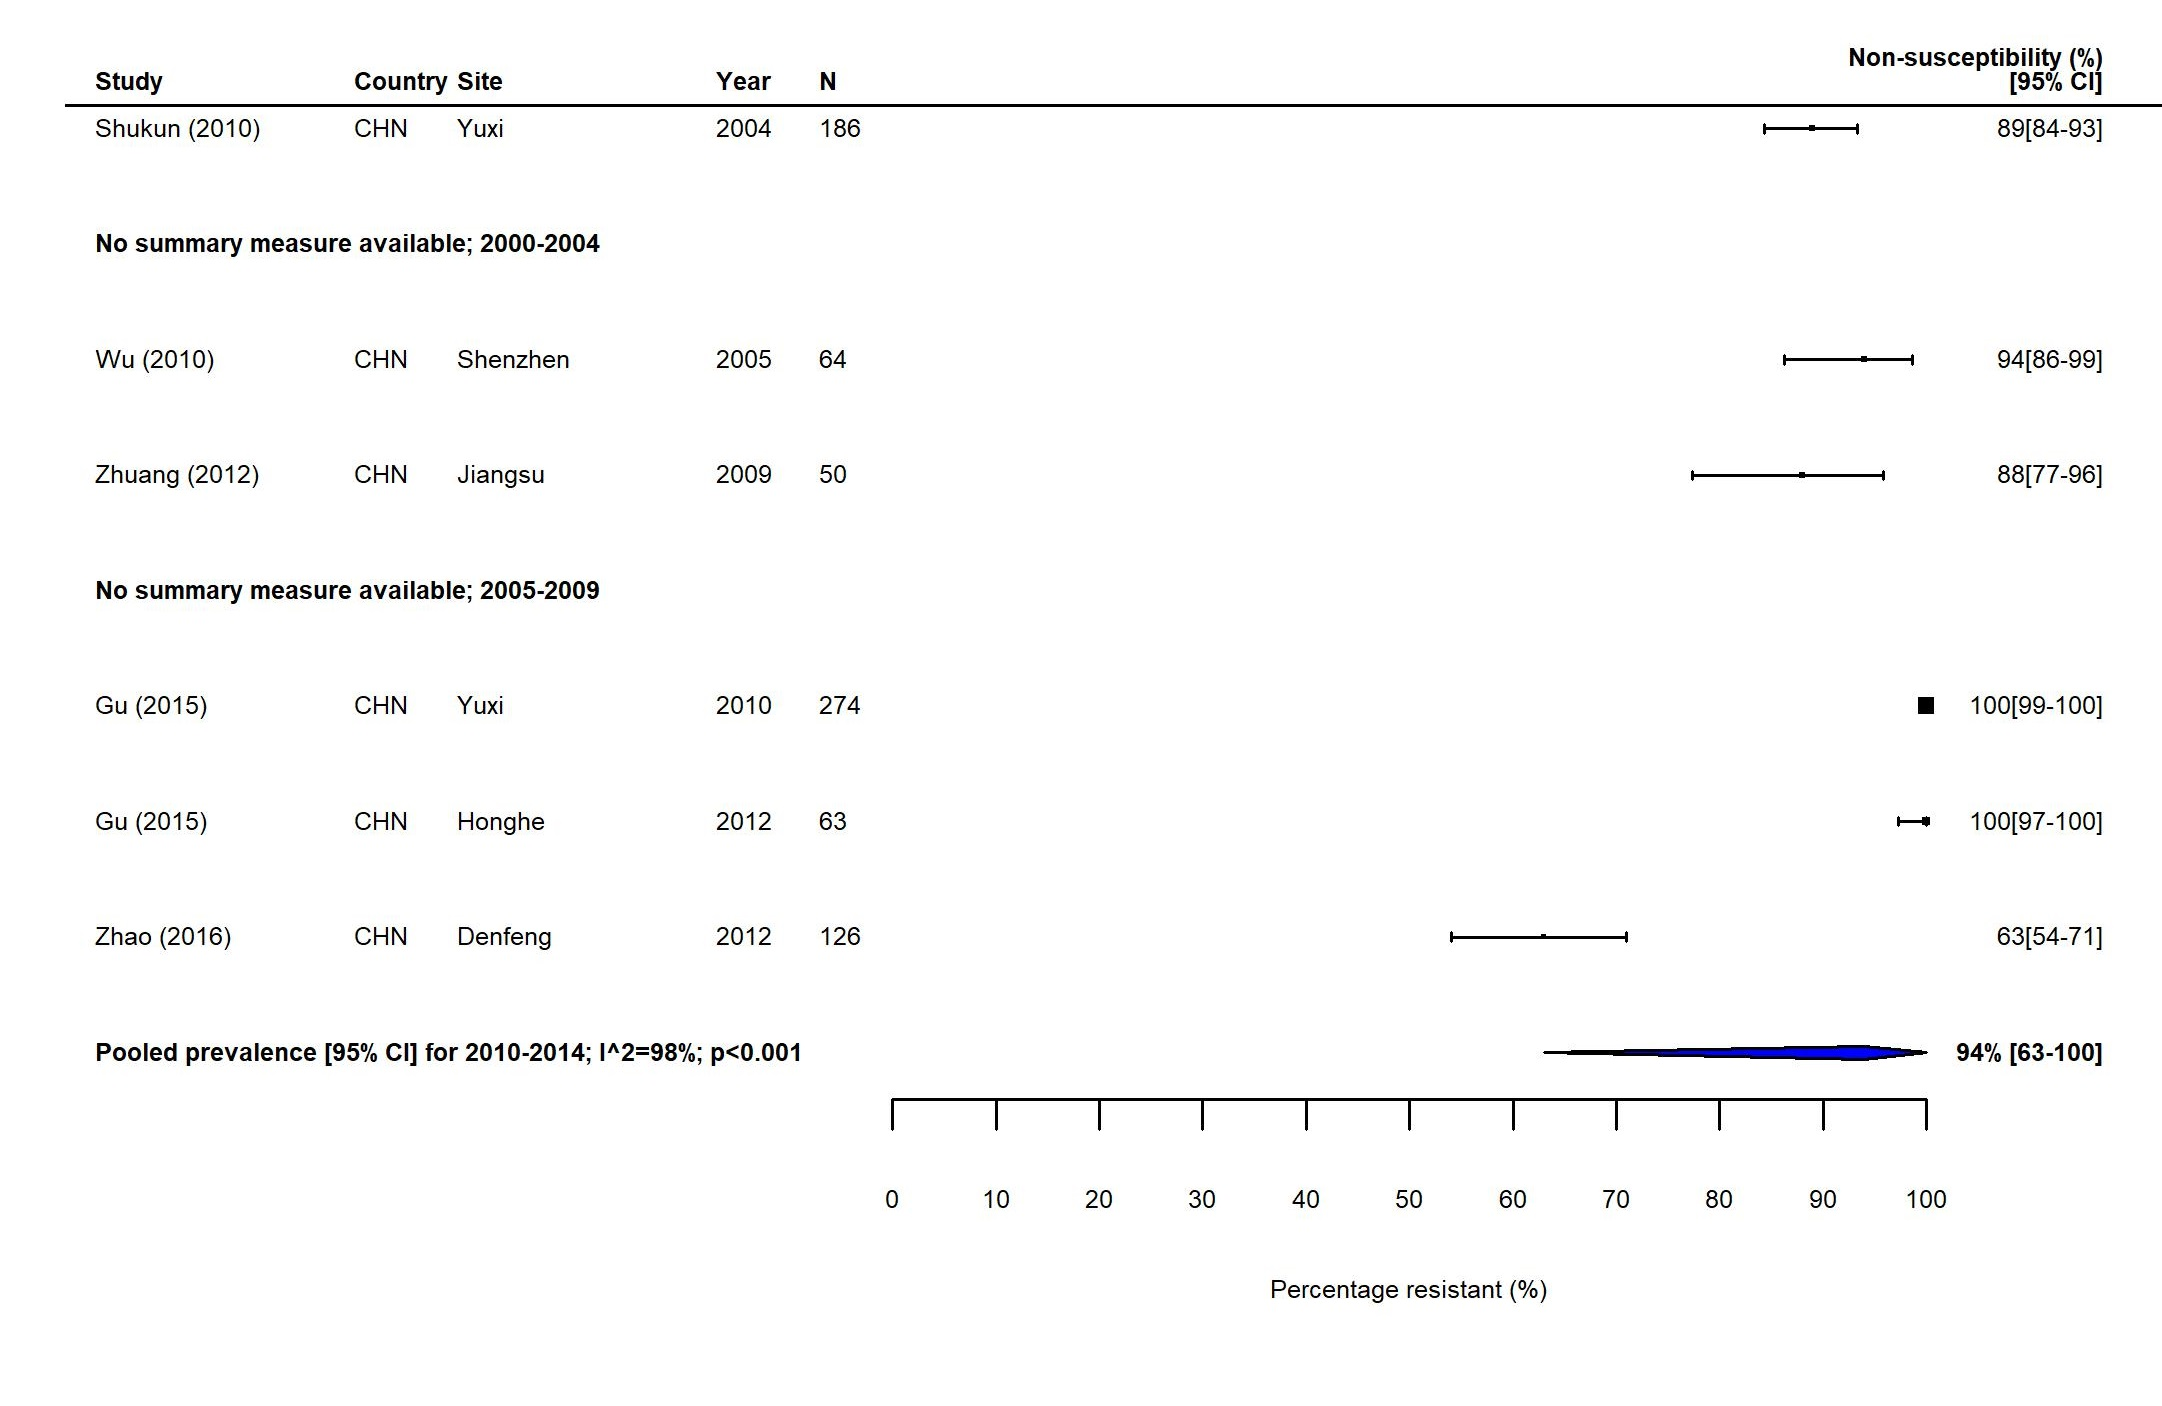 Non-susceptibility (%)
Study Country Site Year N [95% CI]
Shukun (2010) CHN Yuxi 2004 186 89[84-93]
No summary measure available; 2000-2004
Wu (2010) CHN Shenzhen 2005 64 94[86-99]
Zhuang (2012) CHN Jiangsu 2009 50 88[77-96]
No summary measure available; 2005-2009
Gu (2015) CHN Yuxi 2010 274 100[99-100]
Gu (2015) CHN Honghe 2012 63 100[97-100]
Zhao (2016) CHN Denfeng 2012 126 63[54-71]
Pooled prevalence [95% CI] for 2010-2014; I^2=98%; p<0.001 94% [63-100]
0 10 20 30 40 50 60 70 80 90 100
Percentage resistant (%)